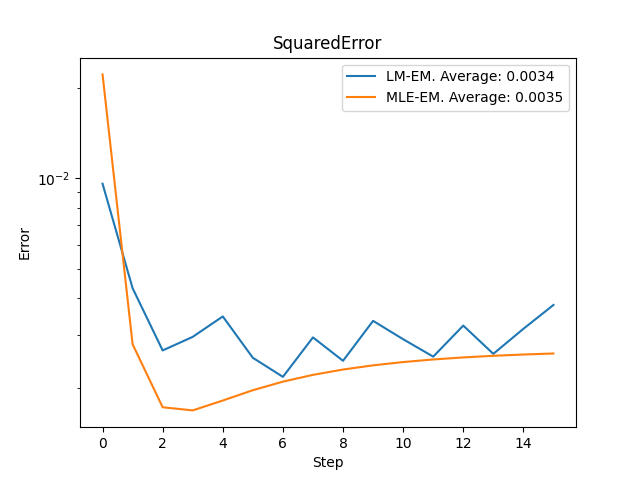 SquaredError
LM-EM. Average: 0.0034
MLE-EM. Average: 0.0035
10⁻²
Error
0 2 4 6 8 10 12 14
Step